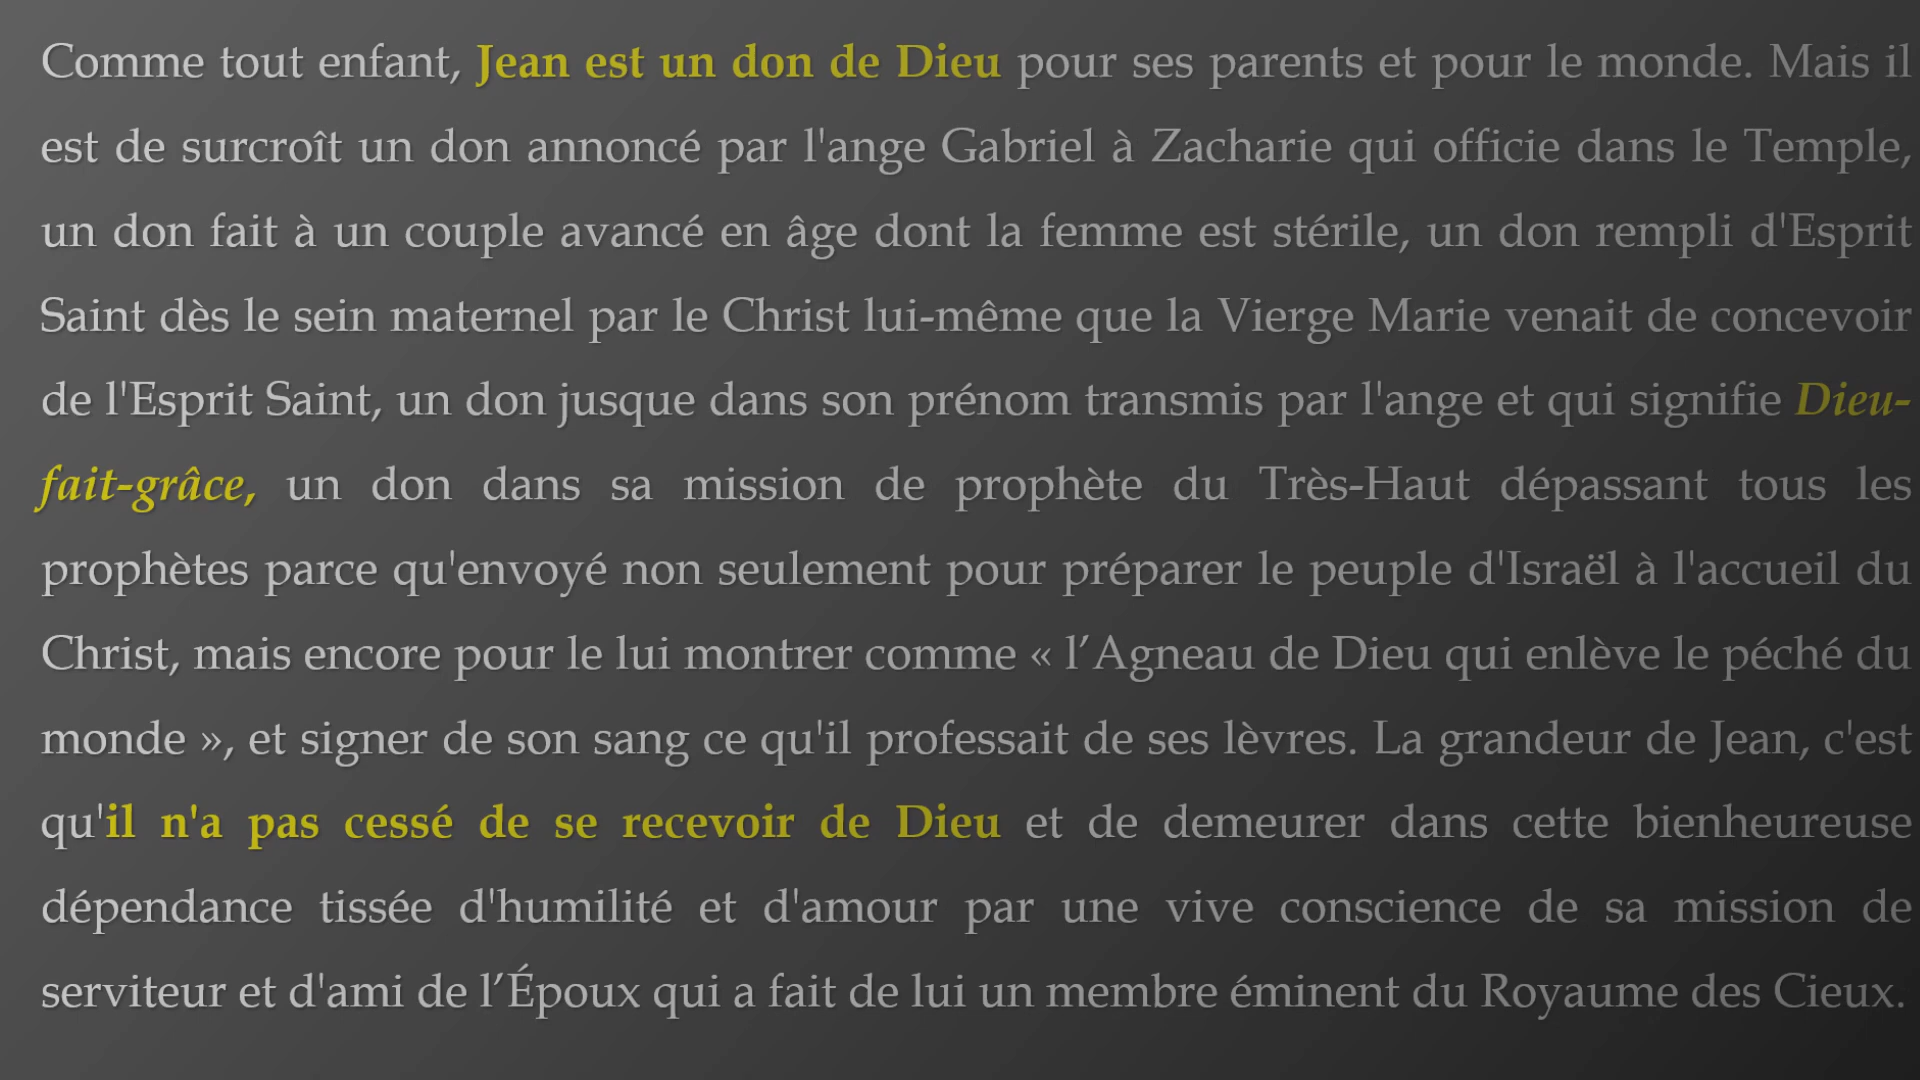 Comme tout enfant, Jean est un don de Dieu pour ses parents et pour le monde. Mais il
est de surcroît un don annoncé par l'ange Gabriel à Zacharie qui officie dans le Temple,
un don fait à un couple avancé en âge dont la femme est stérile, un don rempli d'Esprit
Saint dès le sein maternel par le Christ lui-même que la Vierge Marie venait de concevoir
de l'Esprit Saint, un don jusque dans son prénom transmis par l'ange et qui signifie Dieu-
fait-grâce, un don dans sa mission de prophète du Très-Haut dépassant tous les
prophètes parce qu'envoyé non seulement pour préparer le peuple d'Israël à l'accueil du
Christ, mais encore pour le lui montrer comme « l’Agneau de Dieu qui enlève le péché du
monde », et signer de son sang ce qu'il professait de ses lèvres. La grandeur de Jean, c'est
qu'il n'a pas cessé de se recevoir de Dieu et de demeurer dans cette bienheureuse
dépendance tissée d'humilité et d'amour par une vive conscience de sa mission de
serviteur et d'ami de l’Époux qui a fait de lui un membre éminent du Royaume des Cieux.